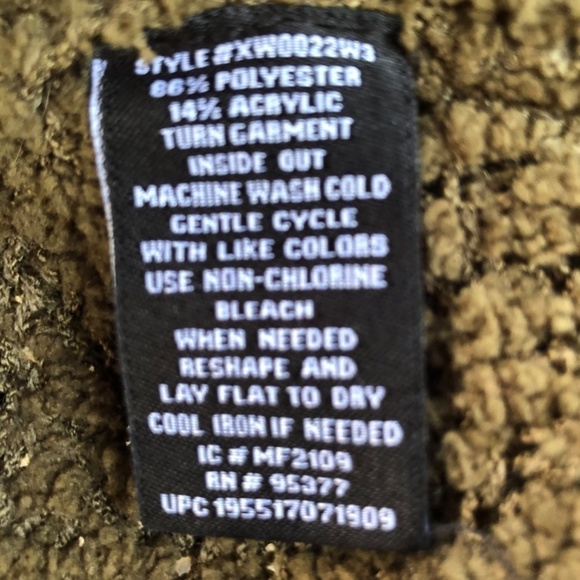 STYLE#XW0022W3
86% POLYESTER
14% ACRYLIC
TURN GARMENT
INSIDE OUT
MACHINE WASH COLD
GENTLE CYCLE
WITH LIKE COLORS
USE NON-CHLORINE
BLEACH
WHEN NEEDED
RESHAPE AND
LAY FLAT TO DRY
COOL IRON IF NEEDED
IC # MF2109
RN # 95377
UPC 195517071909